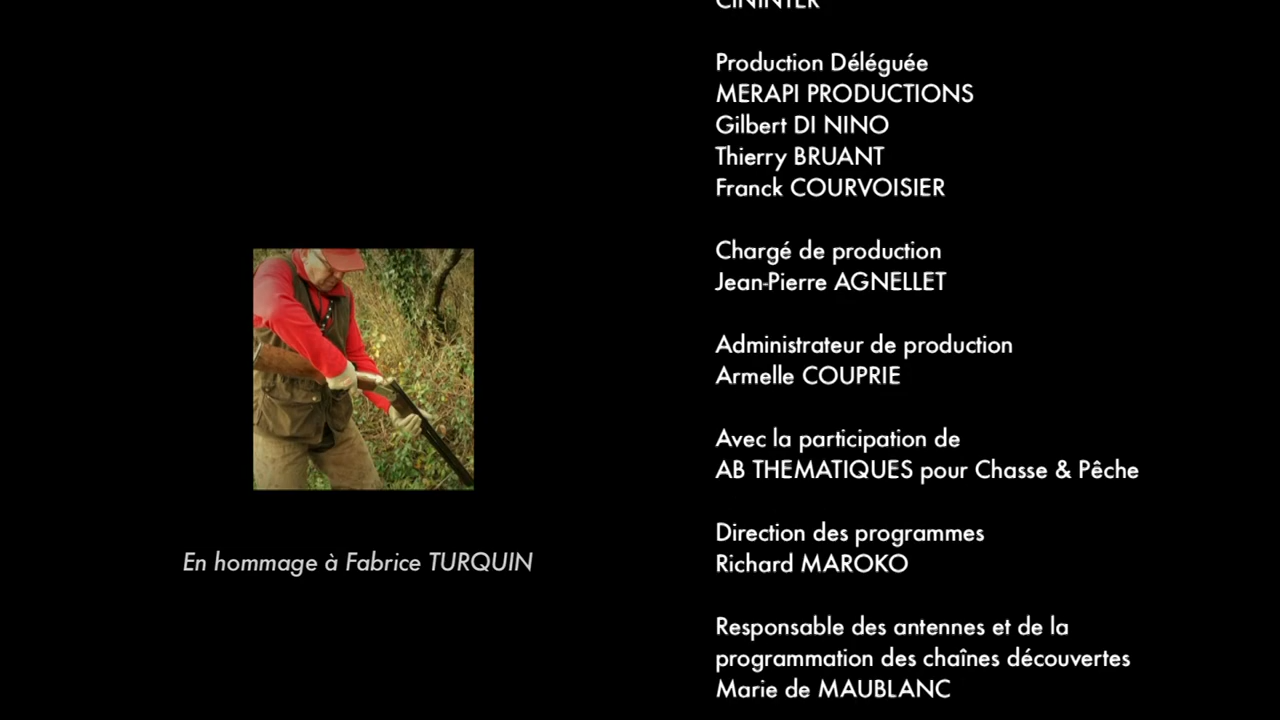 CININTER
Production Déléguée
MERAPI PRODUCTIONS
Gilbert DI NINO
Thierry BRUANT
Franck COURVOISIER
Chargé de production
Jean-Pierre AGNELLET
Administrateur de production
Armelle COUPRIE
Avec la participation de
AB THEMATIQUES pour Chasse & Pêche
Direction des programmes
Richard MAROKO
Responsable des antennes et de la
programmation des chaînes découvertes
Marie de MAUBLANC
En hommage à Fabrice TURQUIN